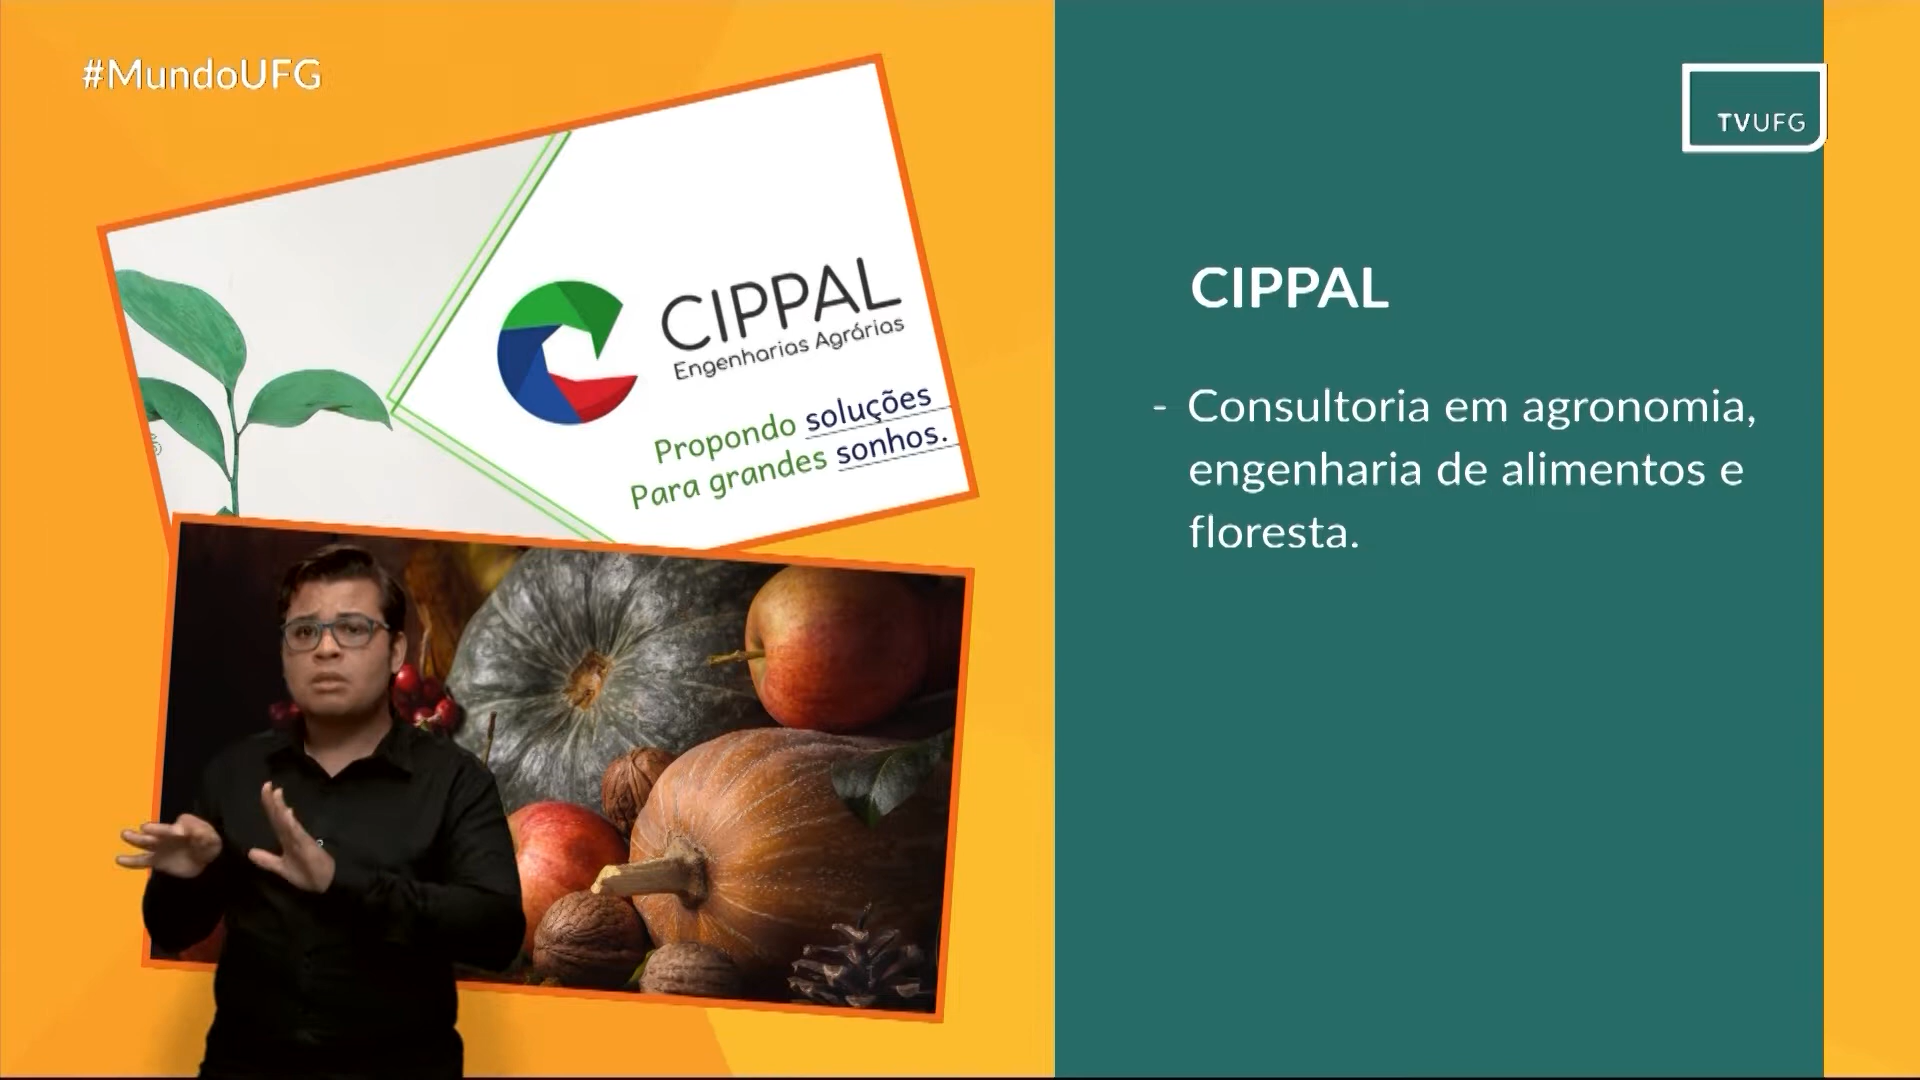 #MundoUFG
TVUFG
CIPPAL
Engenharias Agrárias
Propondo soluções
Para grandes sonhos.
CIPPAL
- Consultoria em agronomia,
engenharia de alimentos e
floresta.